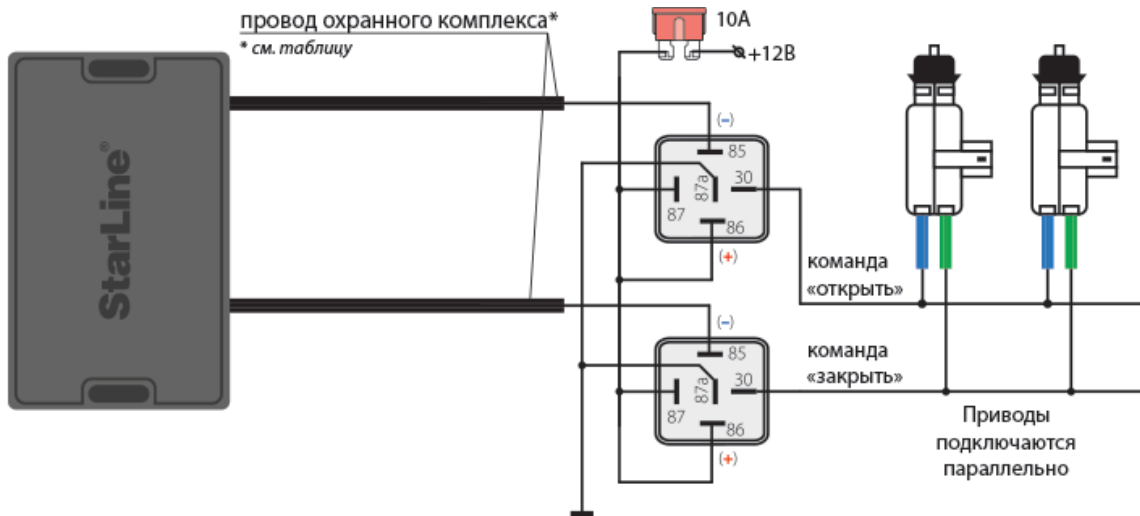 провод охранного комплекса*
* см. таблицу
10А
+12В
StarLine®
(–)
85
30
87a
87
86
(+)
команда
«открыть»
(–)
85
30
87a
87
86
(+)
команда
«закрыть»
Приводы
подключаются
параллельно